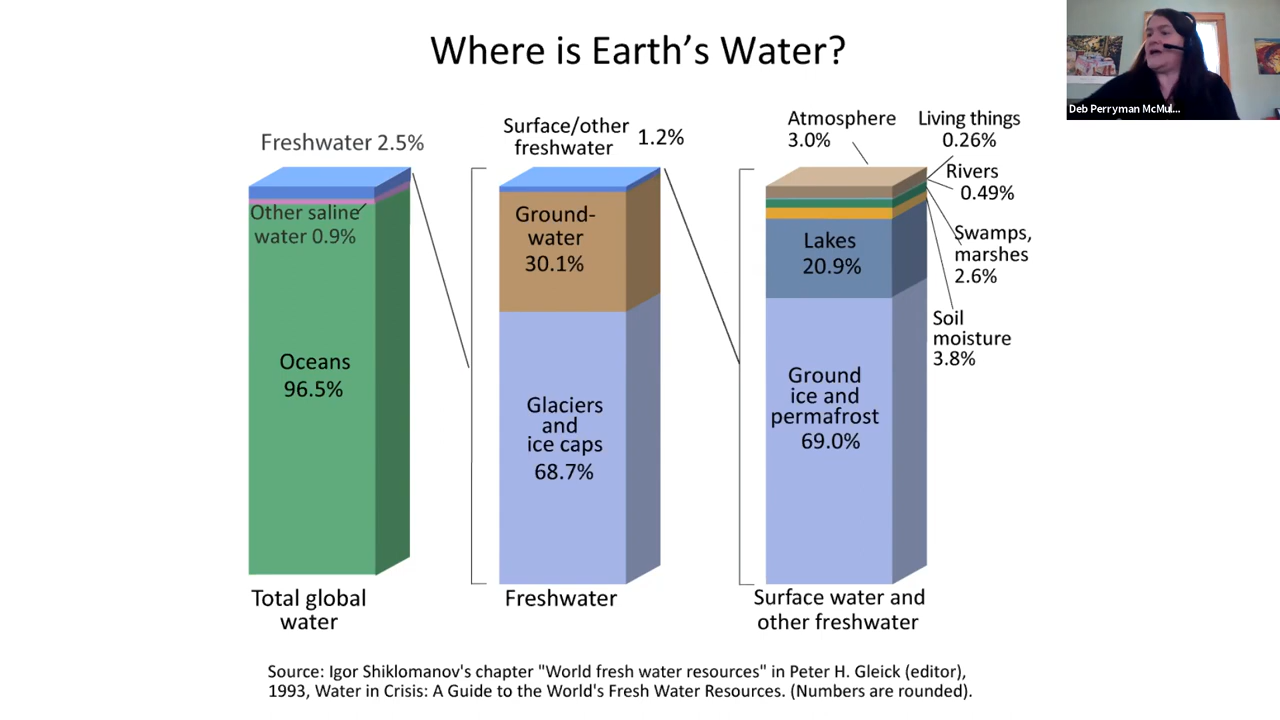 Where is Earth's Water?
Deb Perryman McMul...
Freshwater 2.5%
Other saline
water 0.9%
Oceans
96.5%
Total global
water
Surface/other
freshwater
1.2%
Ground-
water
30.1%
Glaciers
and
ice caps
68.7%
Freshwater
Atmosphere
3.0%
Living things
0.26%
Rivers
0.49%
Swamps,
marshes
2.6%
Soil
moisture
3.8%
Lakes
20.9%
Ground
ice and
permafrost
69.0%
Surface water and
other freshwater
Source: Igor Shiklomanov's chapter "World fresh water resources" in Peter H. Gleick (editor),
1993, Water in Crisis: A Guide to the World's Fresh Water Resources. (Numbers are rounded).